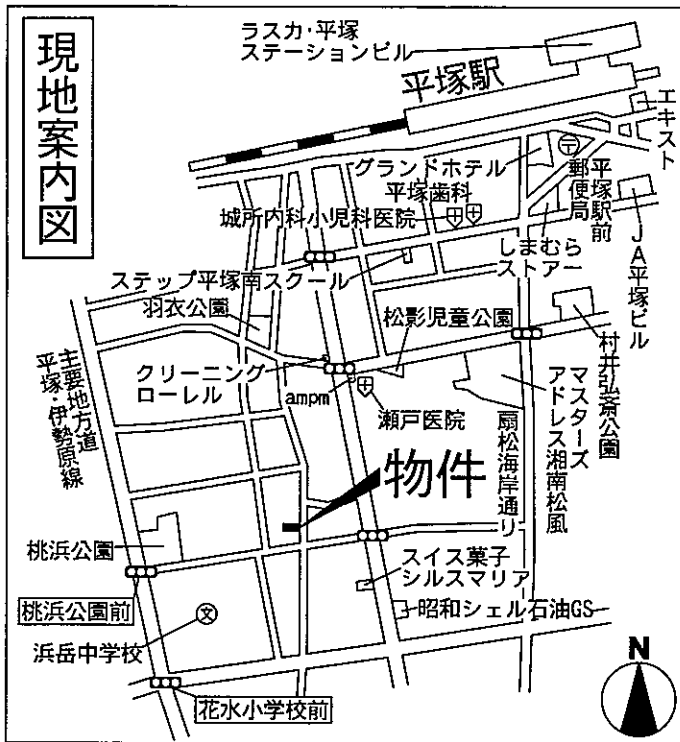 現地案内図
ラスカ・平塚
ステーションビル
平塚駅
エキスト
グランドホテル
平塚駅前
郵便局
平塚歯科
城所内科小児科医院
しまむら
ストアー
JA平塚ビル
ステップ平塚南スクール
羽衣公園
松影児童公園
村井弘斎公園
主要地方道
平塚・伊勢原線
クリーニング
ローレル
ampm
瀬戸医院
マスターズ
アドレス湘南松風
扇松海岸通り
物件
桃浜公園
スイス菓子
シルスマリア
桃浜公園前
昭和シェル石油GS
文
浜岳中学校
花水小学校前
N